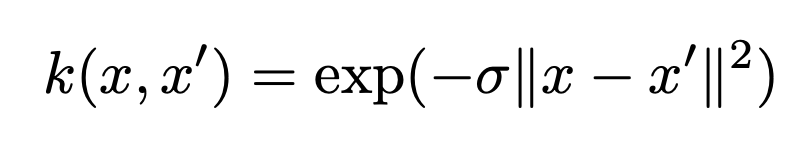 k(x, x′) = exp(−σ‖x − x′‖²)